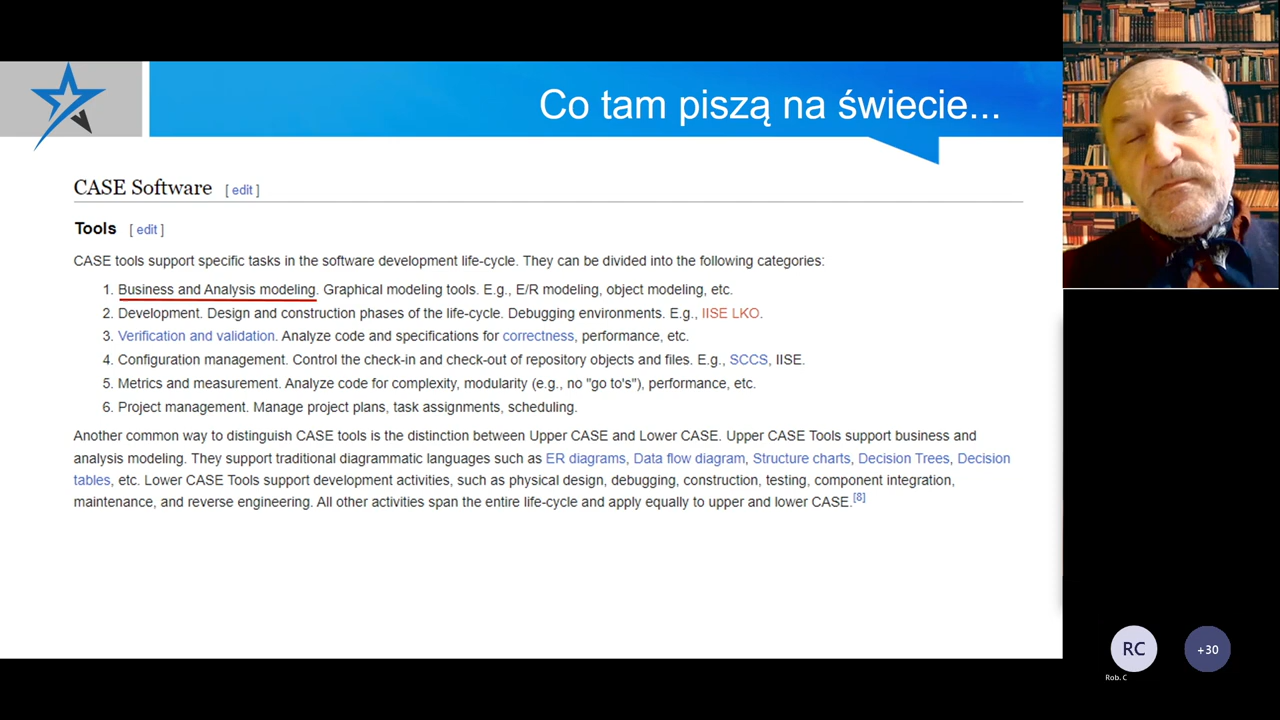 Co tam piszą na świecie...
CASE Software [ edit ]
Tools [ edit ]
CASE tools support specific tasks in the software development life-cycle. They can be divided into the following categories:
1. Business and Analysis modeling. Graphical modeling tools. E.g., E/R modeling, object modeling, etc.
2. Development. Design and construction phases of the life-cycle. Debugging environments. E.g., IISE LKO.
3. Verification and validation. Analyze code and specifications for correctness, performance, etc.
4. Configuration management. Control the check-in and check-out of repository objects and files. E.g., SCCS, IISE.
5. Metrics and measurement. Analyze code for complexity, modularity (e.g., no "go to's"), performance, etc.
6. Project management. Manage project plans, task assignments, scheduling.
Another common way to distinguish CASE tools is the distinction between Upper CASE and Lower CASE. Upper CASE Tools support business and
analysis modeling. They support traditional diagrammatic languages such as ER diagrams, Data flow diagram, Structure charts, Decision Trees, Decision
tables, etc. Lower CASE Tools support development activities, such as physical design, debugging, construction, testing, component integration,
maintenance, and reverse engineering. All other activities span the entire life-cycle and apply equally to upper and lower CASE.[8]
RC
+30
Rob. C